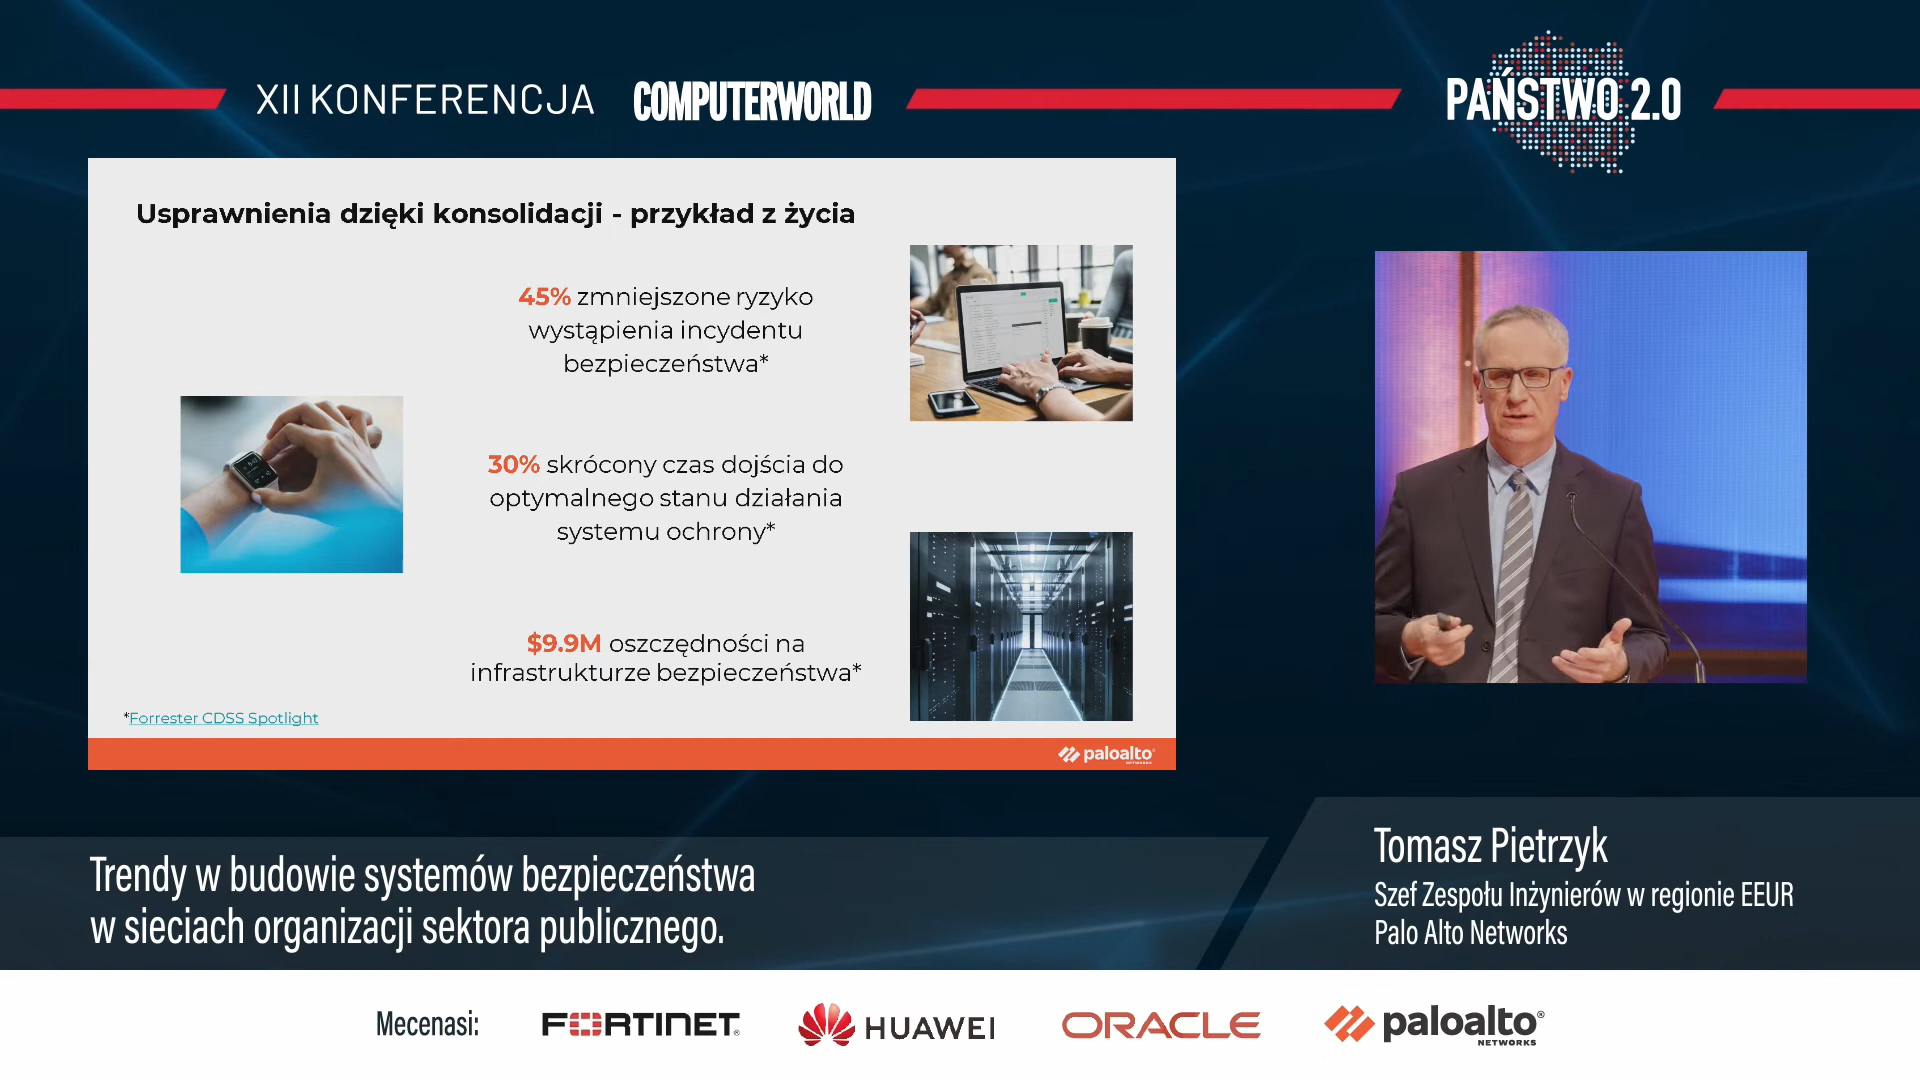 XII KONFERENCJA COMPUTERWORLD
PAŃSTWO 2.0
Usprawnienia dzięki konsolidacji - przykład z życia
45% zmniejszone ryzyko
wystąpienia incydentu
bezpieczeństwa*
30% skrócony czas dojścia do
optymalnego stanu działania
systemu ochrony*
$9.9M oszczędności na
infrastrukturze bezpieczeństwa*
*Forrester CDSS Spotlight
paloalto
NETWORKS
Trendy w budowie systemów bezpieczeństwa
w sieciach organizacji sektora publicznego.
Tomasz Pietrzyk
Szef Zespołu Inżynierów w regionie EEUR
Palo Alto Networks
Mecenasi: FORTINET® HUAWEI ORACLE paloalto®
NETWORKS